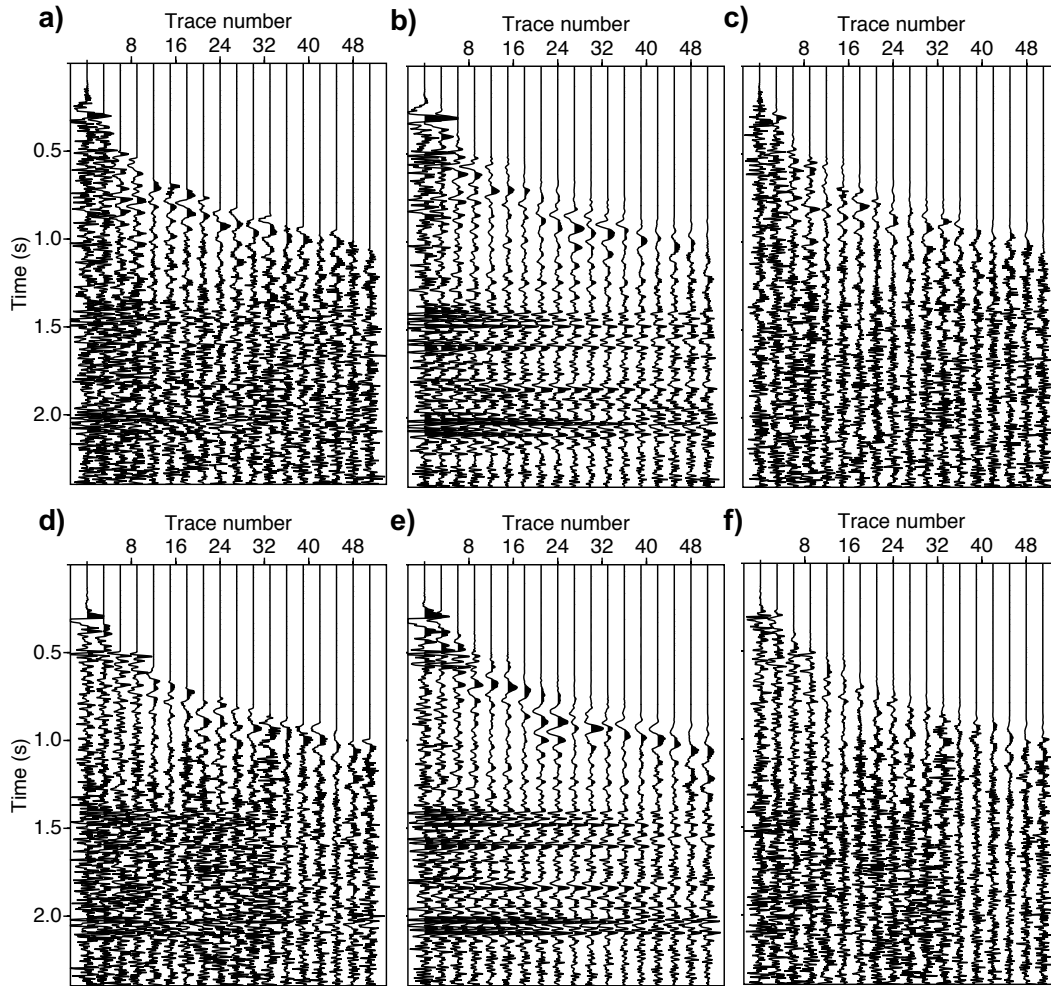 a) Trace number
8 16 24 32 40 48
b) Trace number
8 16 24 32 40 48
c) Trace number
8 16 24 32 40 48
Time (s)
0.5
1.0
1.5
2.0
d) Trace number
8 16 24 32 40 48
e) Trace number
8 16 24 32 40 48
f) Trace number
8 16 24 32 40 48
Time (s)
0.5
1.0
1.5
2.0